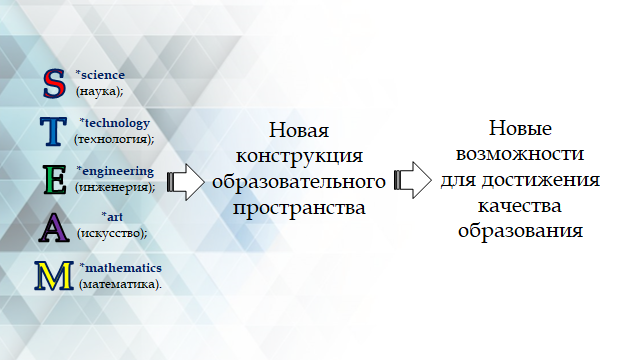 S
*science
(наука);
T
*technology
(технология);
E
*engineering
(инженерия);
A
*art
(искусство);
M
*mathematics
(математика).
Новая
конструкция
образовательного
пространства
Новые
возможности
для достижения
качества
образования